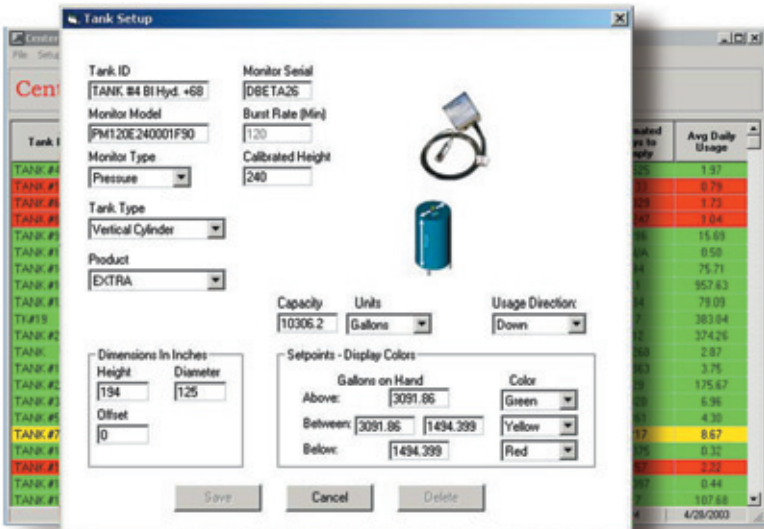 Tank Setup
Center
File Setup
Cent
Tank ID
TANK #4 Bl Hyd. +68
Monitor Serial
DBETA26
Monitor Model
PM120E240001F90
Burst Rate (Min)
120
Monitor Type
Pressure
Calibrated Height
240
Tank Type
Vertical Cylinder
Product
EXTRA
Capacity
Units
Usage Direction:
10306.2
Gallons
Down
Dimensions In Inches
Height
Diameter
194
125
Offset
0
Setpoints - Display Colors
Gallons on Hand
Color
Above:
3091.86
Green
Between:
3091.86
1494.399
Yellow
Below:
1494.399
Red
Save
Cancel
Delete
Avg Daily
Usage
1.97
0.79
1.73
1.04
15.69
0.50
75.71
957.63
79.09
383.04
374.26
2.87
3.75
175.67
6.96
4.30
8.67
0.32
2.22
0.44
107.68
4/28/2003
TK#19
TANK
TANK #7